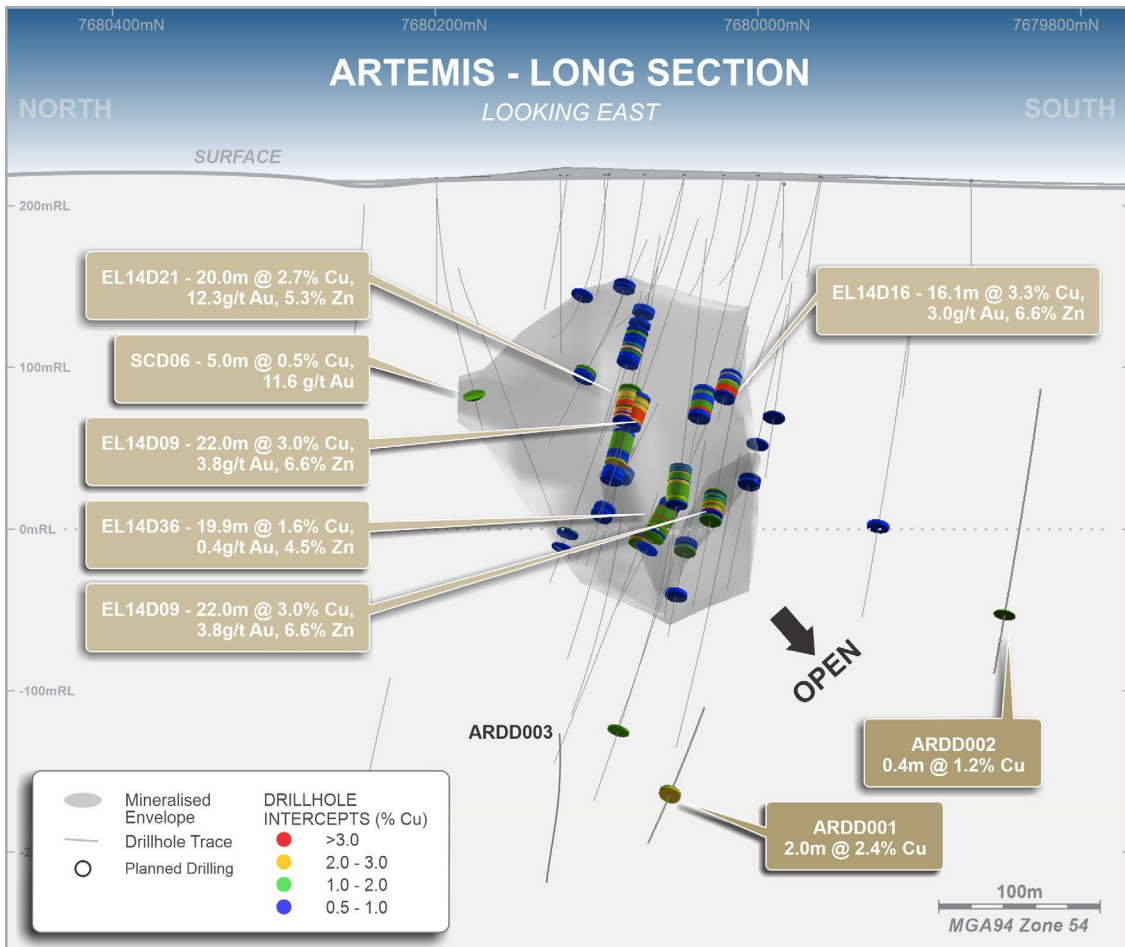 7680400mN
7680200mN
7680000mN
7679800mN
ARTEMIS - LONG SECTION
LOOKING EAST
NORTH
SOUTH
SURFACE
200mRL
EL14D21 - 20.0m @ 2.7% Cu,
12.3g/t Au, 5.3% Zn
EL14D16 - 16.1m @ 3.3% Cu,
3.0g/t Au, 6.6% Zn
SCD06 - 5.0m @ 0.5% Cu,
11.6 g/t Au
100mRL
EL14D09 - 22.0m @ 3.0% Cu,
3.8g/t Au, 6.6% Zn
EL14D36 - 19.9m @ 1.6% Cu,
0.4g/t Au, 4.5% Zn
0mRL
EL14D09 - 22.0m @ 3.0% Cu,
3.8g/t Au, 6.6% Zn
OPEN
-100mRL
ARDD003
ARDD002
0.4m @ 1.2% Cu
ARDD001
2.0m @ 2.4% Cu
Mineralised
Envelope
Drillhole Trace
Planned Drilling
DRILLHOLE
INTERCEPTS (% Cu)
>3.0
2.0 - 3.0
1.0 - 2.0
0.5 - 1.0
100m
MGA94 Zone 54